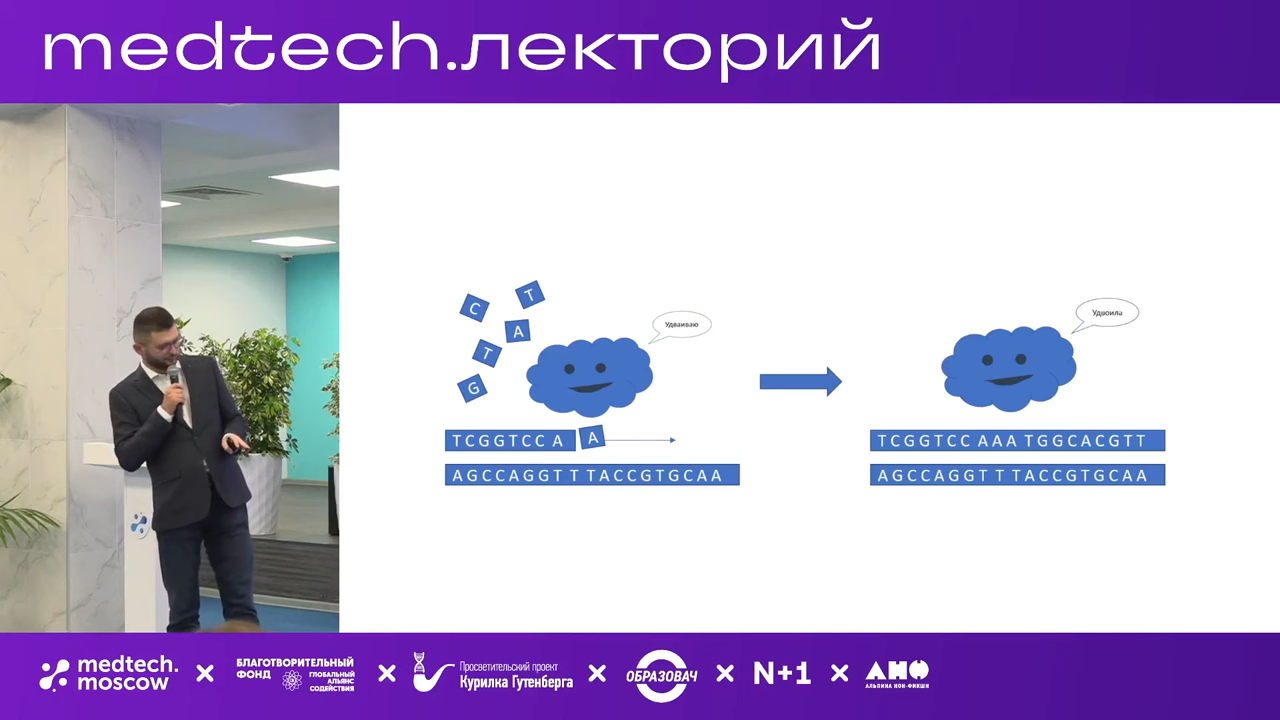 medtech.лекторий
C
T
A
T
G
Удваиваю
TCGGTCC A
A
AGCCAGGT T TACCGTGCAA
Удвоила
TCGGTCC AAA TGGCACGTT
AGCCAGGT T TACCGTGCAA
medtech.
moscow
БЛАГОТВОРИТЕЛЬНЫЙ
ФОНД
ГЛОБАЛЬНЫЙ
АЛЬЯНС
СОДЕЙСТВИЯ
Просветительский проект
Курилка Гутенберга
ОБРАЗОВАЧ
N+1
АНФ
АЛЬПИНА НОН-ФИКШН